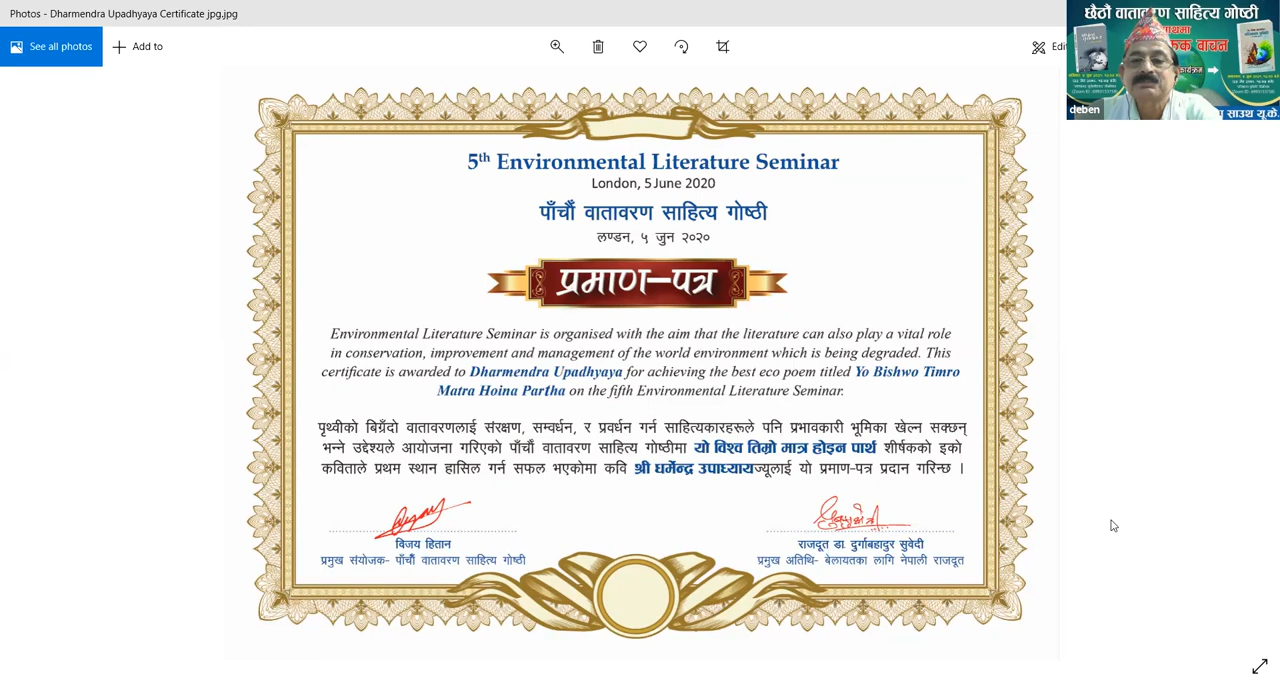 Photos - Dharmendra Upadhyaya Certificate jpg.jpg
See all photos
Add to
छैठौं वातावरण साहित्य गोष्ठी
वाचन
deben
साउथ यू.के.
5th Environmental Literature Seminar
London, 5 June 2020
पाँचौं वातावरण साहित्य गोष्ठी
लण्डन, ५ जुन २०२०
प्रमाण-पत्र
Environmental Literature Seminar is organised with the aim that the literature can also play a vital role
in conservation, improvement and management of the world environment which is being degraded. This
certificate is awarded to Dharmendra Upadhyaya for achieving the best eco poem titled Yo Bishwo Timro
Matra Hoina Partha on the fifth Environmental Literature Seminar.
पृथ्वीको बिग्रँदो वातावरणलाई संरक्षण, सम्वर्धन, र प्रवर्धन गर्न साहित्यकारहरूले पनि प्रभावकारी भूमिका खेल्न सक्छन्
भन्ने उद्देश्यले आयोजना गरिएको पाँचौं वातावरण साहित्य गोष्ठीमा यो विश्व तिम्रो मात्र होइन पार्थ शीर्षकको इको
कविताले प्रथम स्थान हासिल गर्न सफल भएकोमा कवि श्री धर्मेन्द्र उपाध्यायज्यूलाई यो प्रमाण-पत्र प्रदान गरिन्छ ।
विजय हितान
प्रमुख संयोजक- पाँचौं वातावरण साहित्य गोष्ठी
राजदूत डा. दुर्गाबहादुर सुवेदी
प्रमुख अतिथि- बेलायतका लागि नेपाली राजदूत